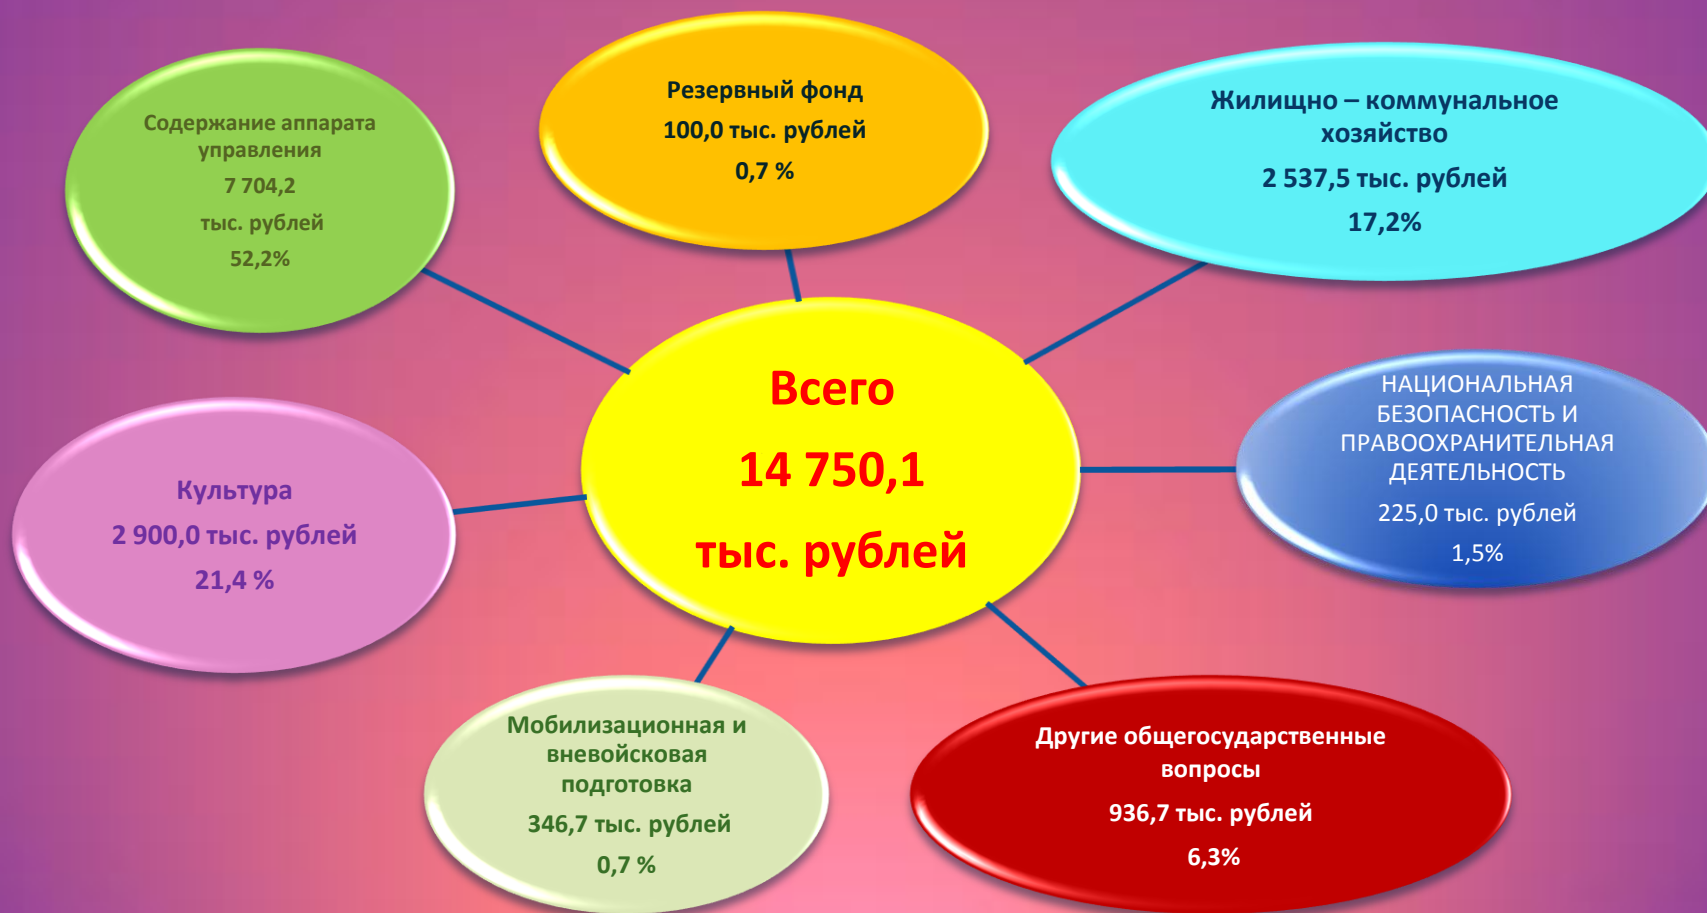 Содержание аппарата
управления
7 704,2
тыс. рублей
52,2%
Резервный фонд
100,0 тыс. рублей
0,7 %
Жилищно – коммунальное
хозяйство
2 537,5 тыс. рублей
17,2%
Всего
14 750,1
тыс. рублей
НАЦИОНАЛЬНАЯ
БЕЗОПАСНОСТЬ И
ПРАВООХРАНИТЕЛЬНАЯ
ДЕЯТЕЛЬНОСТЬ
225,0 тыс. рублей
1,5%
Культура
2 900,0 тыс. рублей
21,4 %
Мобилизационная и
вневойсковая
подготовка
346,7 тыс. рублей
0,7 %
Другие общегосударственные
вопросы
936,7 тыс. рублей
6,3%